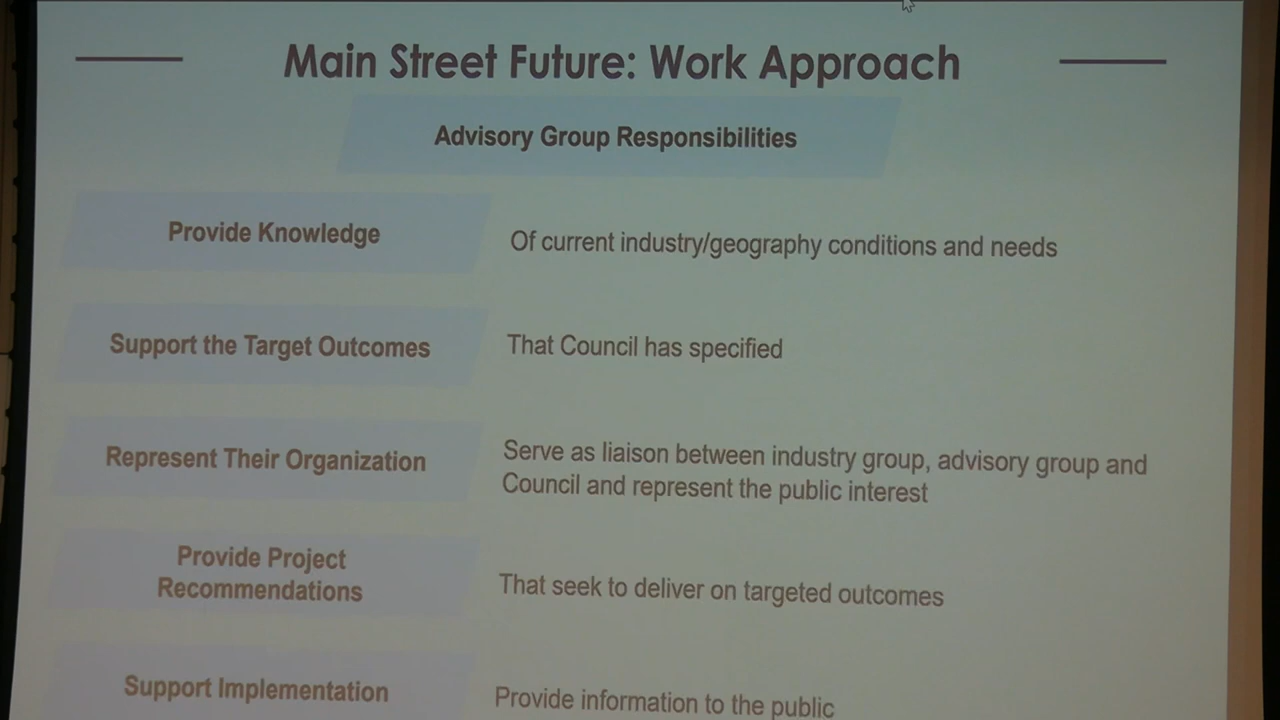 Main Street Future: Work Approach
Advisory Group Responsibilities
Provide Knowledge
Of current industry/geography conditions and needs
Support the Target Outcomes
That Council has specified
Represent Their Organization
Serve as liaison between industry group, advisory group and
Council and represent the public interest
Provide Project
Recommendations
That seek to deliver on targeted outcomes
Support Implementation
Provide information to the public